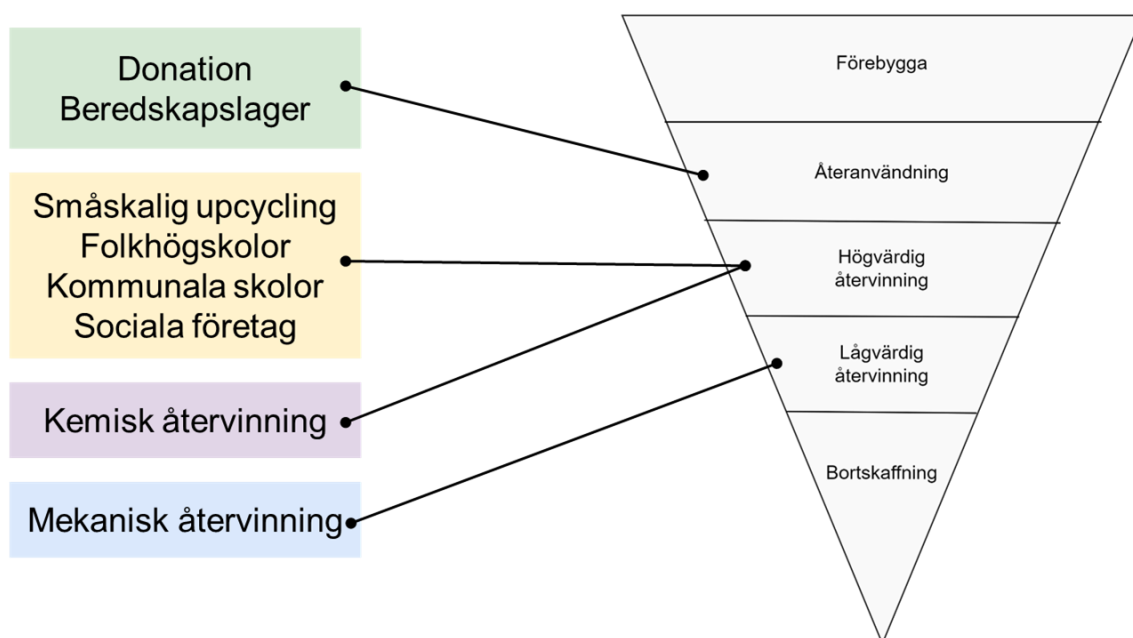 Donation
Beredskapslager
Småskalig upcycling
Folkhögskolor
Kommunala skolor
Sociala företag
Kemisk återvinning
Mekanisk återvinning
Förebygga
Återanvändning
Högvärdig
återvinning
Lågvärdig
återvinning
Bortskaffning